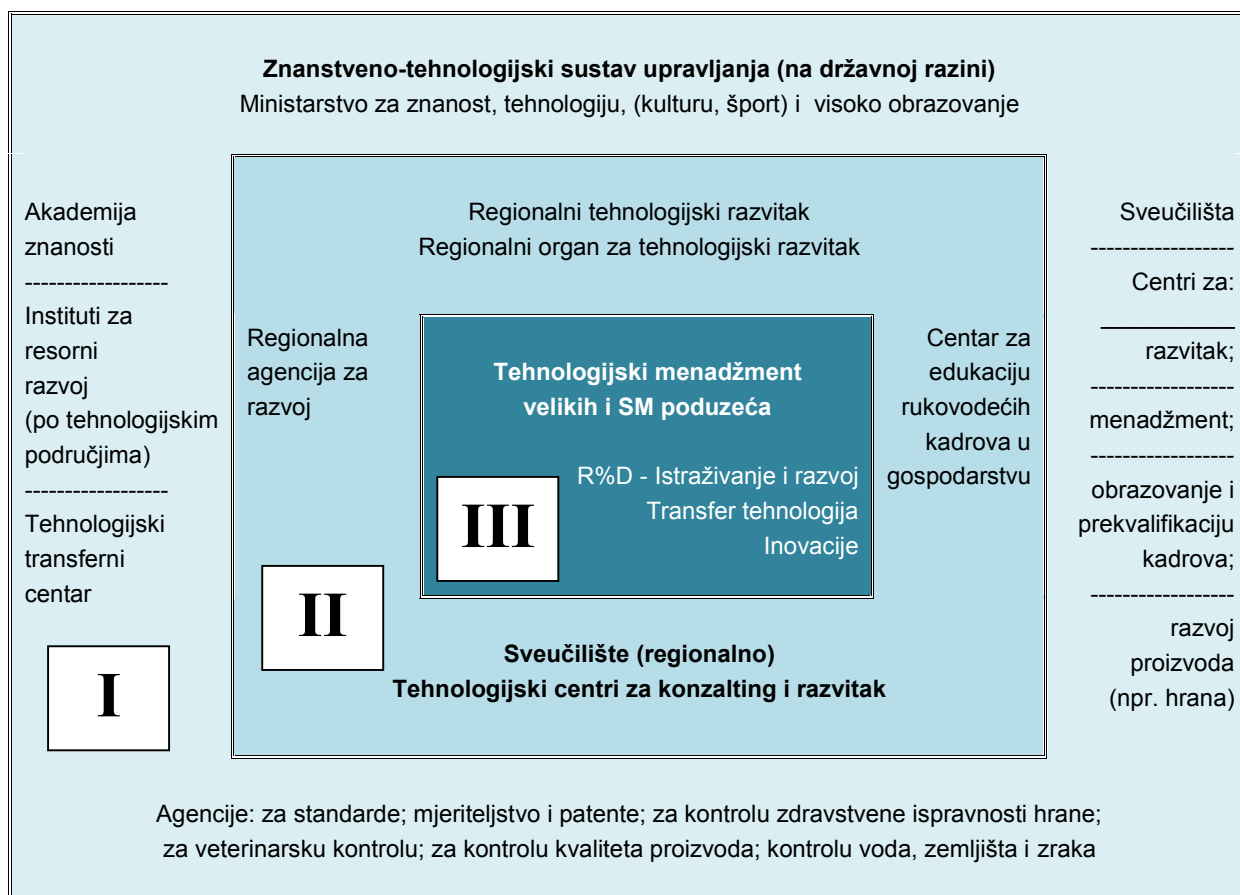 Znanstveno-tehnologijski sustav upravljanja (na državnoj razini)
Ministarstvo za znanost, tehnologiju, (kulturu, šport) i  visoko obrazovanje
Akademija
znanosti
------------------
Instituti za
resorni
razvoj
(po tehnologijskim
područjima)
------------------
Tehnologijski
transferni
centar
I
Regionalni tehnologijski razvitak
Regionalni organ za tehnologijski razvitak
Regionalna
agencija za
razvoj
II
Tehnologijski menadžment
velikih i SM poduzeća
R%D - Istraživanje i razvoj
Transfer tehnologija
Inovacije
III
Centar za
edukaciju
rukovodećih
kadrova u
gospodarstvu
Sveučilište (regionalno)
Tehnologijski centri za konzalting i razvitak
Sveučilišta
------------------
Centri za:
__________
razvitak;
------------------
menadžment;
------------------
obrazovanje i
prekvalifikaciju
kadrova;
------------------
razvoj
proizvoda
(npr. hrana)
Agencije: za standarde; mjeriteljstvo i patente; za kontrolu zdravstvene ispravnosti hrane;
za veterinarsku kontrolu; za kontrolu kvaliteta proizvoda; kontrolu voda, zemljišta i zraka